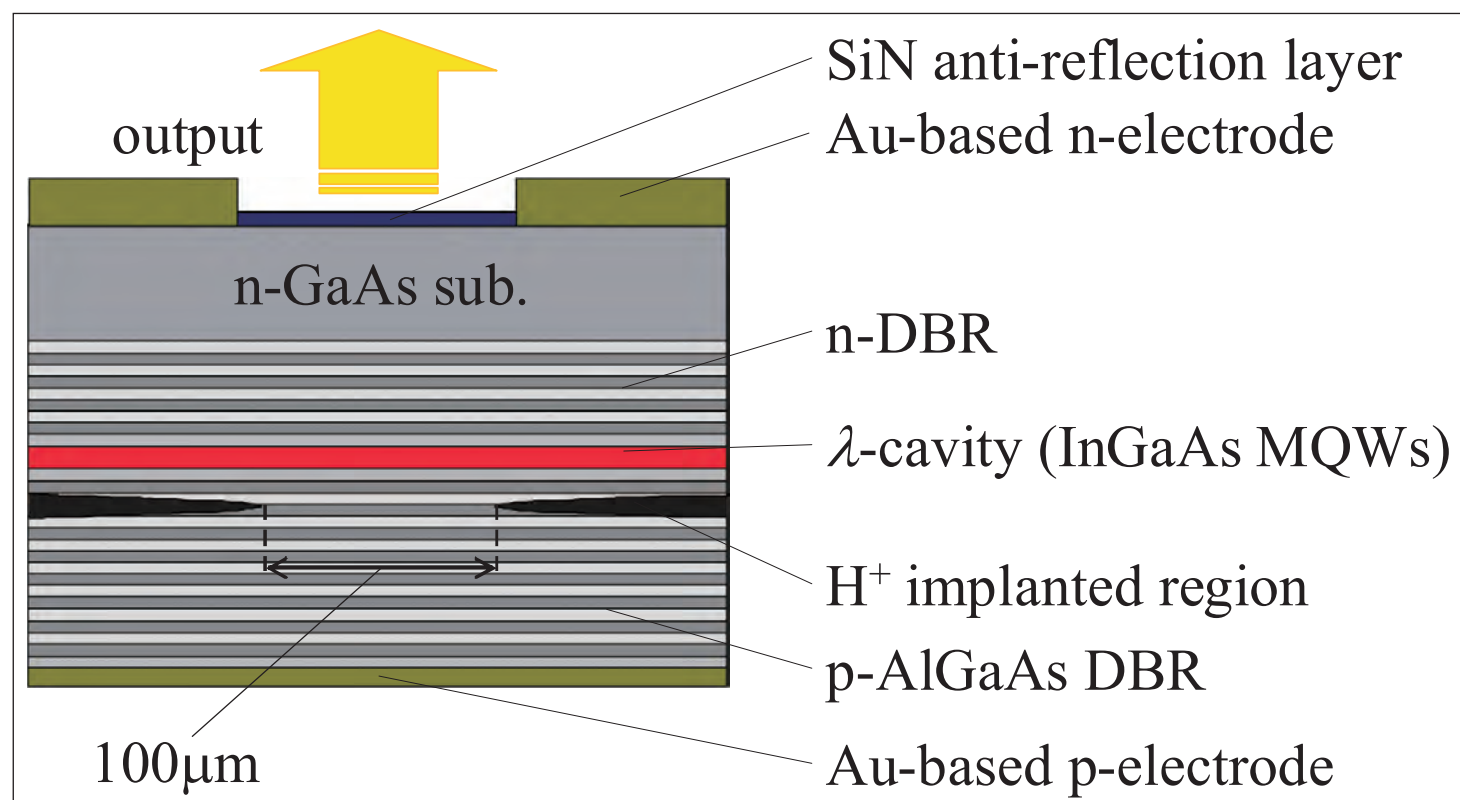 SiN anti-reflection layer
Au-based n-electrode
output
n-GaAs sub.
n-DBR
λ-cavity (InGaAs MQWs)
H⁺ implanted region
p-AlGaAs DBR
100μm
Au-based p-electrode